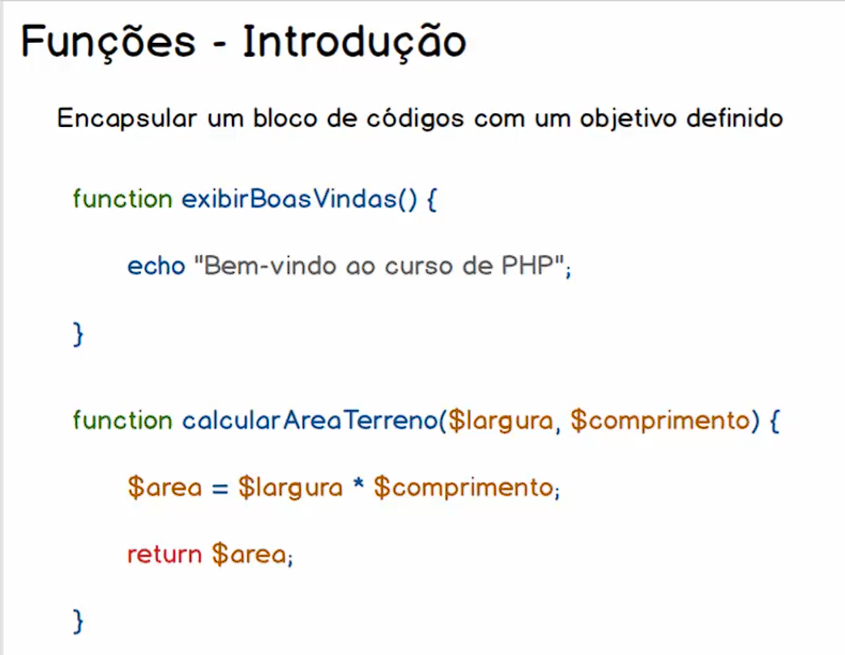 Funções - Introdução
Encapsular um bloco de códigos com um objetivo definido
function exibirBoasVindas() {
echo "Bem-vindo ao curso de PHP";
}
function calcularAreaTerreno($largura, $comprimento) {
$area = $largura * $comprimento;
return $area;
}